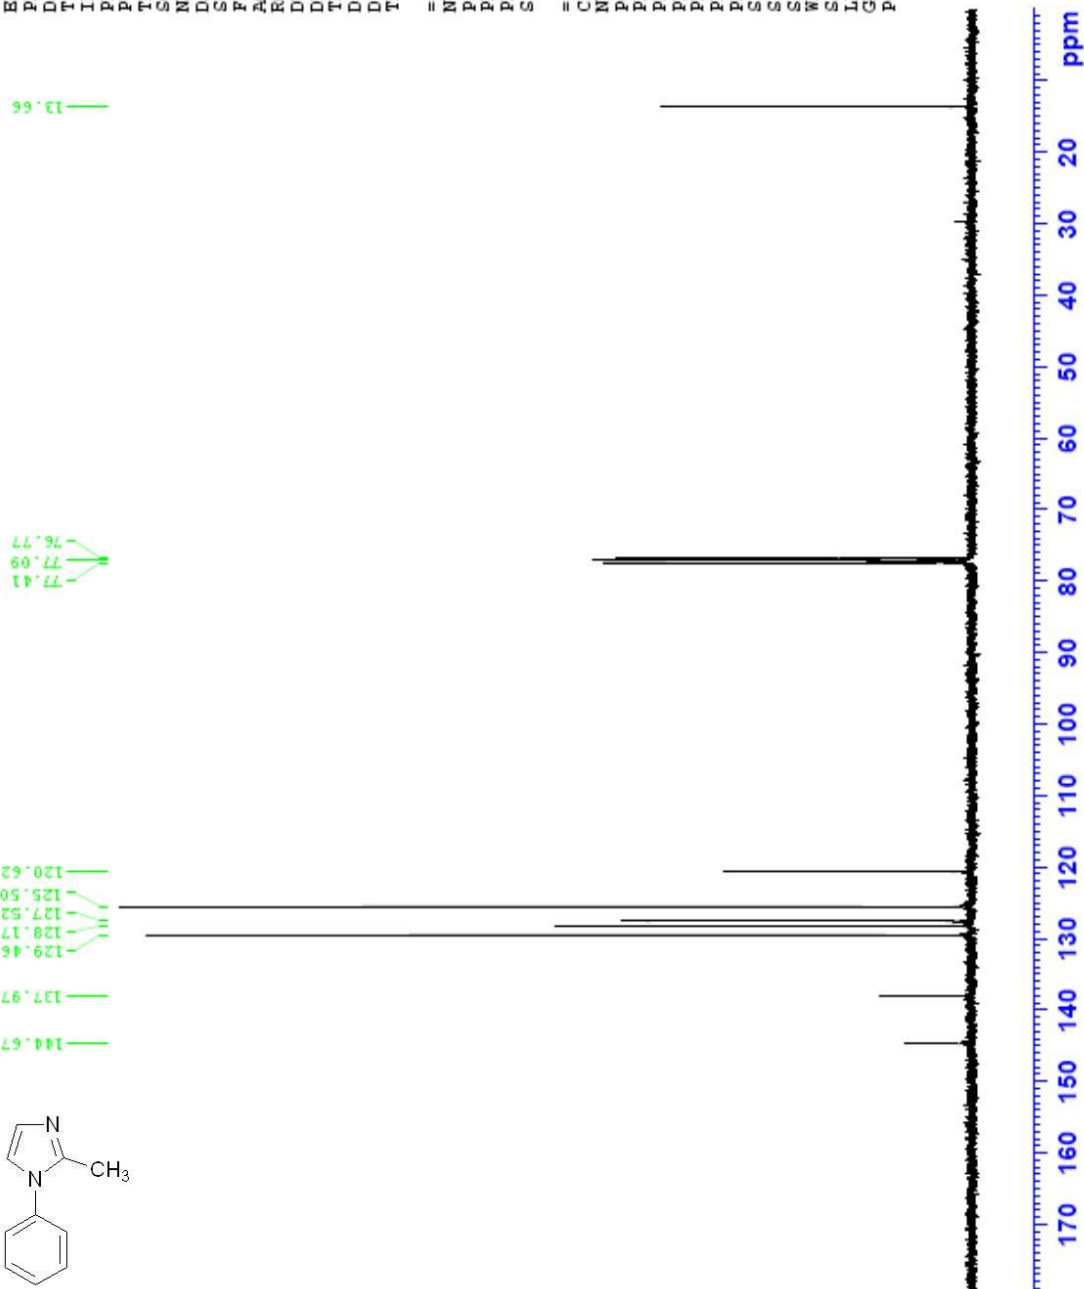 E
P
D
T
I
P
P
T
S
N
D
S
F
A
R
D
D
T
D
D
T
=
N
P
P
P
S
=
C
N
P
P
P
P
P
P
P
S
S
S
W
S
L
G
P
13.66
76.77
77.09
77.41
120.62
125.50
127.52
128.17
129.46
137.97
144.67
ppm
20
30
40
50
60
70
80
90
100
110
120
130
140
150
160
170
N
N
CH3